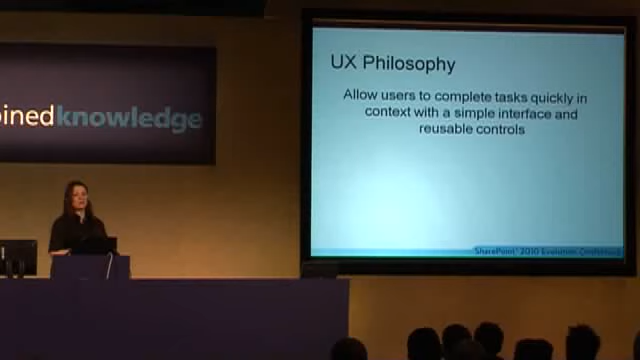 ined knowledge
UX Philosophy
Allow users to complete tasks quickly in
context with a simple interface and
reusable controls
SharePoint® 2010 Evolution Conference